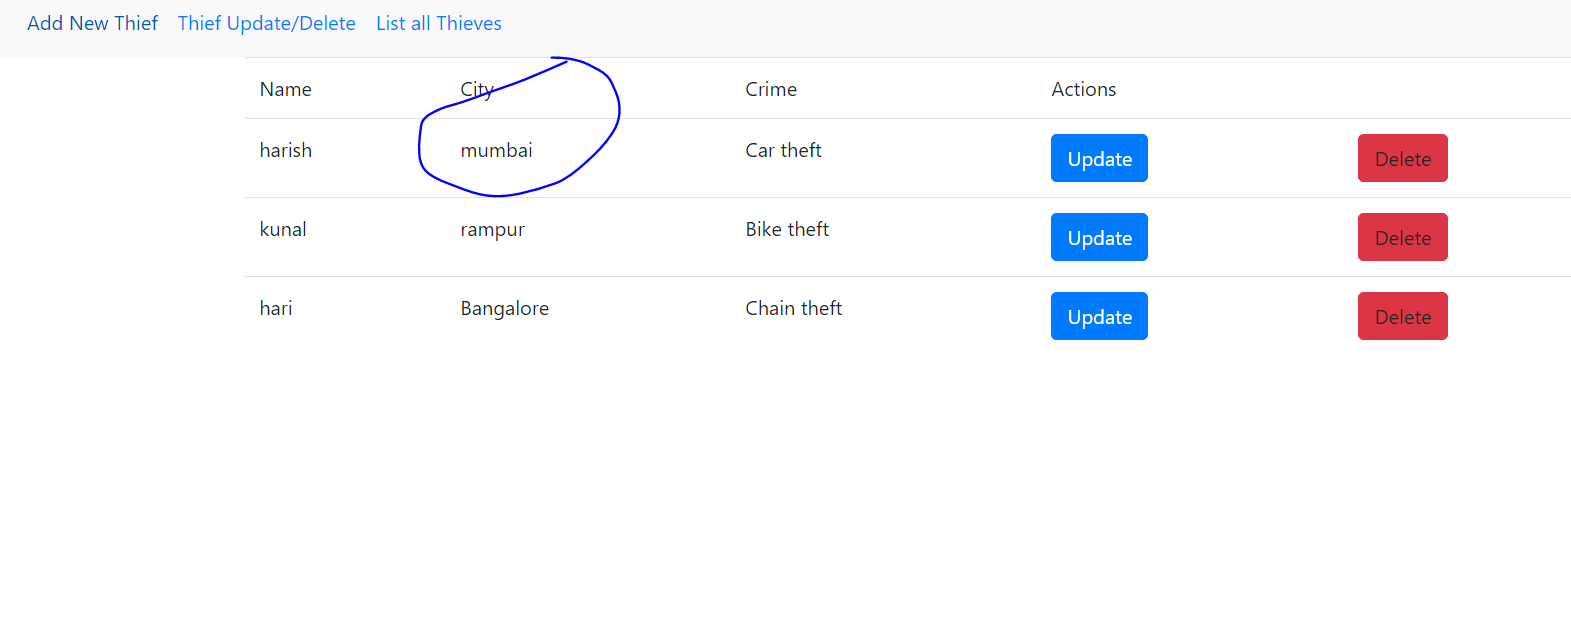 Add New Thief Thief Update/Delete List all Thieves
Name City Crime Actions
harish mumbai Car theft Update Delete
kunal rampur Bike theft Update Delete
hari Bangalore Chain theft Update Delete